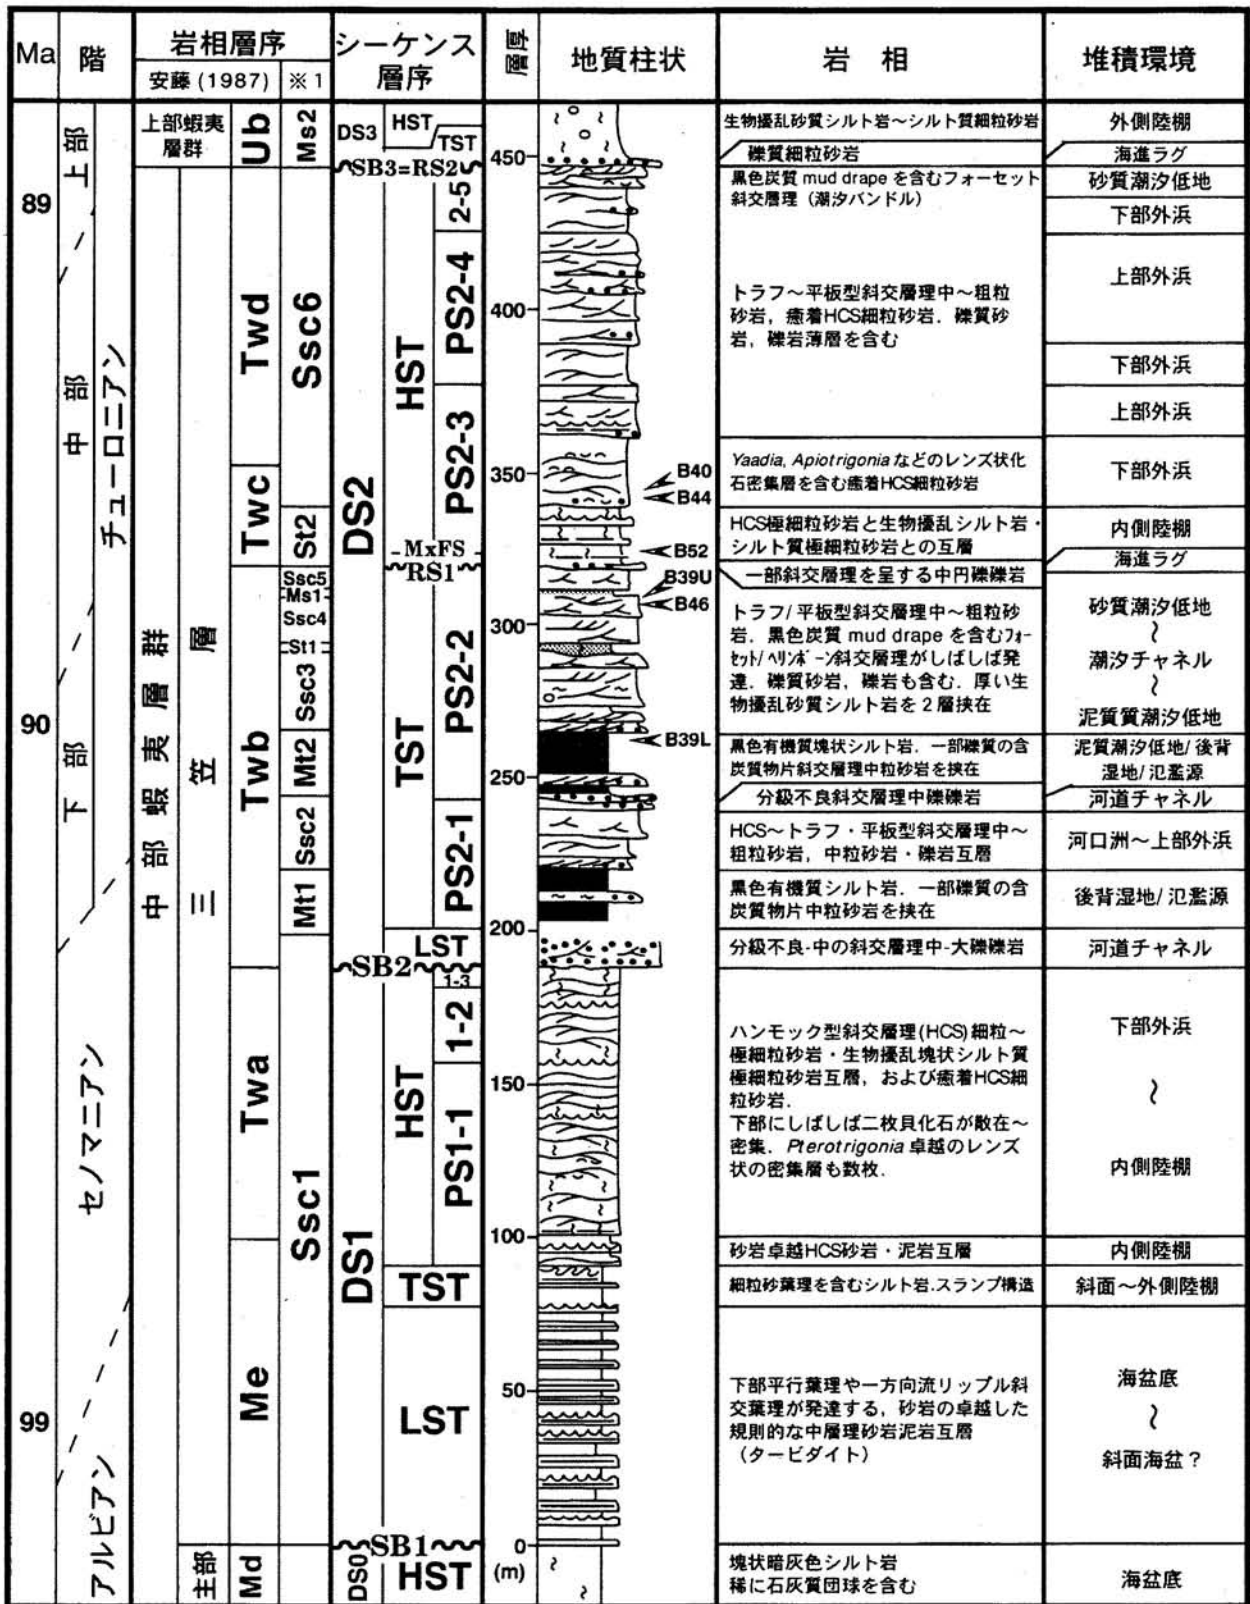 Ma
階
岩相層序
安藤 (1987)
※1
シーケンス
層序
層厚
地質柱状
岩 相
堆積環境
89
90
99
上部
中部
下部
チューロニアン
セノマニアン
アルビアン
上部蝦夷
層群
中部蝦夷層群
三笠層
主部
Ub
Twd
Twc
Twb
Twa
Me
Md
Ms2
Ssc6
St2
Ssc5
Ms1
Ssc4
St1
Ssc3
Mt2
Ssc2
Mt1
Ssc1
DS3
HST
TST
SB3=RS2
DS2
HST
2-5
PS2-4
PS2-3
MxFS
RS1
TST
PS2-2
PS2-1
LST
SB2
DS1
HST
1-3
1-2
PS1-1
TST
LST
SB1
DS0
HST
450
400
350
300
250
200
150
100
50
0
(m)
B40
B44
B52
B39U
B46
B39L
生物擾乱砂質シルト岩～シルト質細粒砂岩
礫質細粒砂岩
黒色炭質 mud drape を含むフォーセット
斜交層理（潮汐バンドル）
トラフ～平板型斜交層理中～粗粒
砂岩，癒着HCS細粒砂岩．礫質砂
岩，礫岩薄層を含む
Yaadia, Apiotrigonia などのレンズ状化
石密集層を含む癒着HCS細粒砂岩
HCS極細粒砂岩と生物擾乱シルト岩・
シルト質極細粒砂岩との互層
一部斜交層理を呈する中円礫礫岩
トラフ/ 平板型斜交層理中～粗粒砂
岩．黒色炭質 mud drape を含むフォー
セット/ヘリンボーン斜交層理がしばしば発
達．礫質砂岩，礫岩も含む．厚い生
物擾乱砂質シルト岩を２層挟在
黒色有機質塊状シルト岩．一部礫質の含
炭質物片斜交層理中粒砂岩を挟在
分級不良斜交層理中礫礫岩
HCS～トラフ・平板型斜交層理中～
粗粒砂岩，中粒砂岩・礫岩互層
黒色有機質シルト岩．一部礫質の含
炭質物片中粒砂岩を挟在
分級不良-中の斜交層理中-大礫礫岩
ハンモック型斜交層理(HCS)細粒～
極細粒砂岩・生物擾乱塊状シルト質
極細粒砂岩互層，および癒着HCS細
粒砂岩．
下部にしばしば二枚貝化石が散在～
密集．Pterotrigonia 卓越のレンズ
状の密集層も数枚．
砂岩卓越HCS砂岩・泥岩互層
細粒砂葉理を含むシルト岩.スランプ構造
下部平行葉理や一方向流リップル斜
交葉理が発達する，砂岩の卓越した
規則的な中層理砂岩泥岩互層
（タービダイト）
塊状暗灰色シルト岩
稀に石灰質団球を含む
外側陸棚
海進ラグ
砂質潮汐低地
下部外浜
上部外浜
下部外浜
上部外浜
下部外浜
内側陸棚
海進ラグ
砂質潮汐低地
～
潮汐チャネル
～
泥質質潮汐低地
泥質潮汐低地/ 後背
湿地/ 氾濫源
河道チャネル
河口洲～上部外浜
後背湿地/ 氾濫源
河道チャネル
下部外浜
～
内側陸棚
内側陸棚
斜面～外側陸棚
海盆底
～
斜面海盆？
海盆底